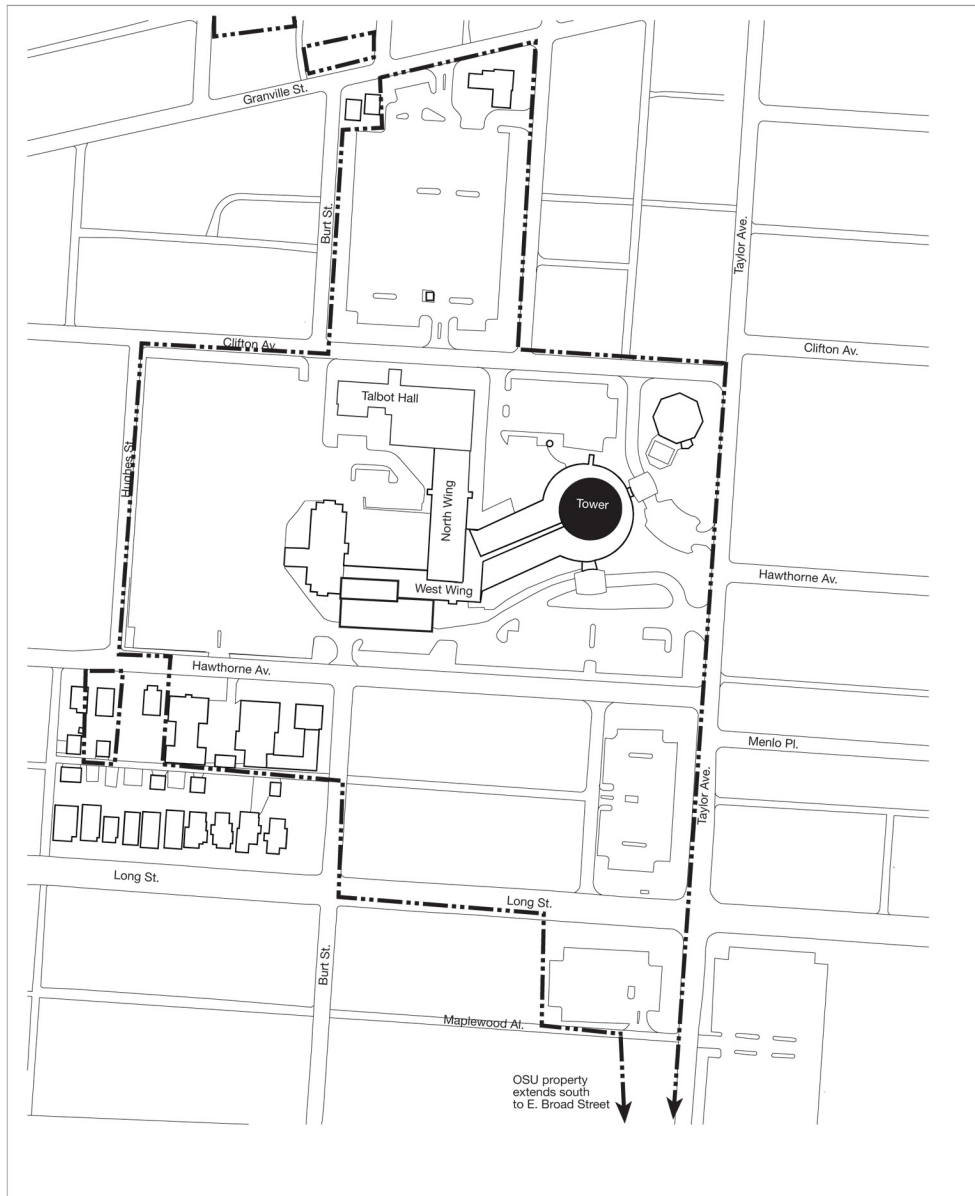 Granville St.
Burt St.
Taylor Ave.
Clifton Av.
Clifton Av.
Talbot Hall
Hughes St.
North Wing
Tower
West Wing
Hawthorne Av.
Hawthorne Av.
Menlo Pl.
Taylor Ave.
Long St.
Long St.
Burt St.
Maplewood Al.
OSU property
extends south
to E. Broad Street